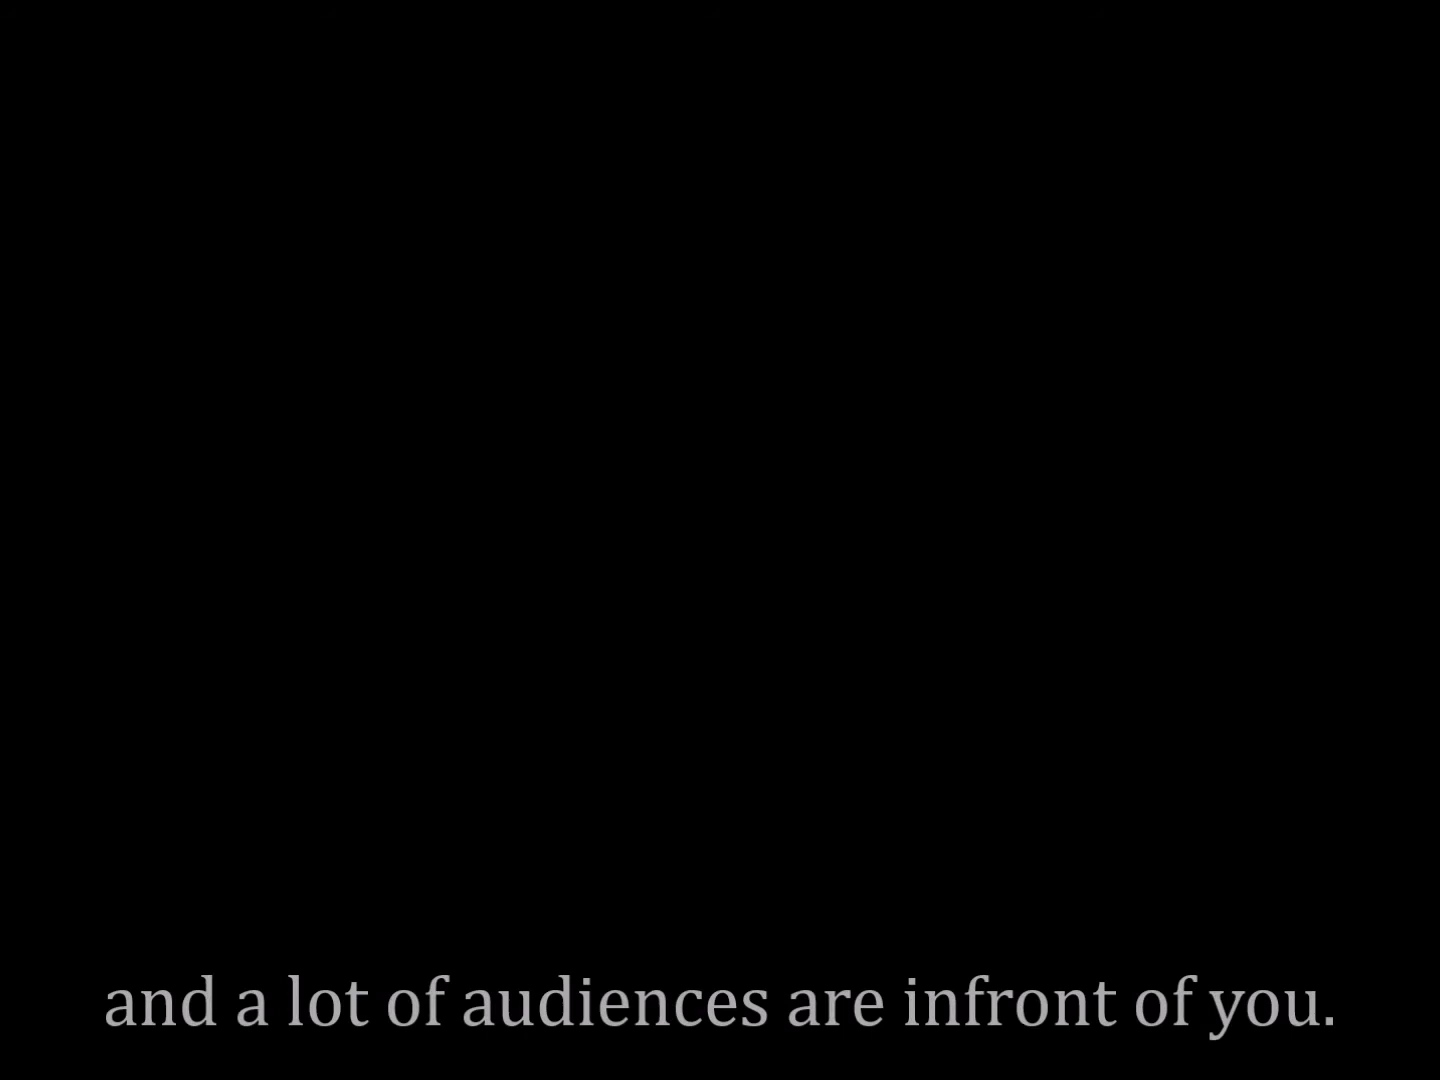 and a lot of audiences are infront of you.